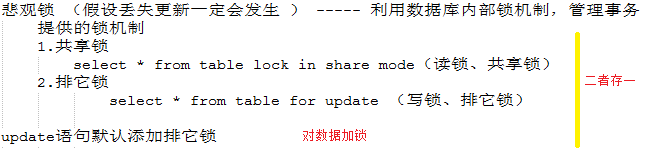 悲观锁 （假设丢失更新一定会发生 ） ----- 利用数据库内部锁机制，管理事务
提供的锁机制
1.共享锁
select * from table lock in share mode（读锁、共享锁）
二者存一
2.排它锁
select * from table for update （写锁、排它锁）
update语句默认添加排它锁
对数据加锁